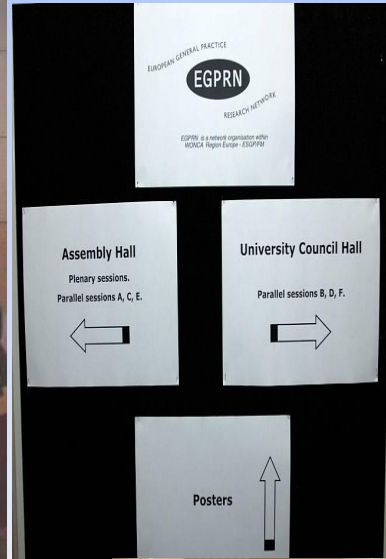 EUROPEAN GENERAL PRACTICE
EGPRN
RESEARCH NETWORK
EGPRN is a network organisation within
WONCA Region Europe - ESGP/FM
Assembly Hall
Plenary sessions.
Parallel sessions A, C, E.
University Council Hall
Parallel sessions B, D, F.
Posters